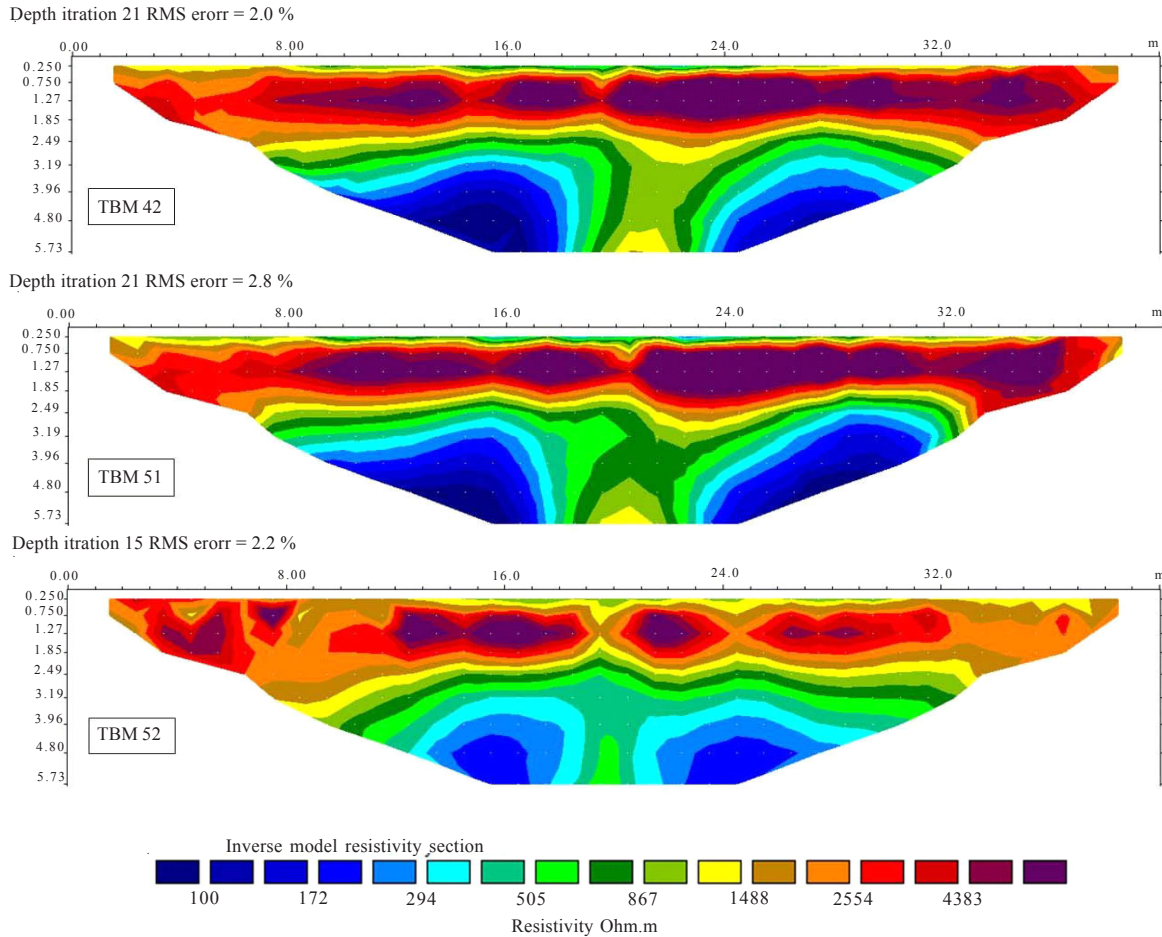 Depth itration 21 RMS erorr = 2.0 %
0.00 8.00 16.0 24.0 32.0 m
0.250
0.750
1.27
1.85
2.49
3.19
3.96
4.80
5.73
TBM 42
Depth itration 21 RMS erorr = 2.8 %
0.00 8.00 16.0 24.0 32.0 m
0.250
0.750
1.27
1.85
2.49
3.19
3.96
4.80
5.73
TBM 51
Depth itration 15 RMS erorr = 2.2 %
0.00 8.00 16.0 24.0 32.0 m
0.250
0.750
1.27
1.85
2.49
3.19
3.96
4.80
5.73
TBM 52
Inverse model resistivity section
100 172 294 505 867 1488 2554 4383
Resistivity Ohm.m